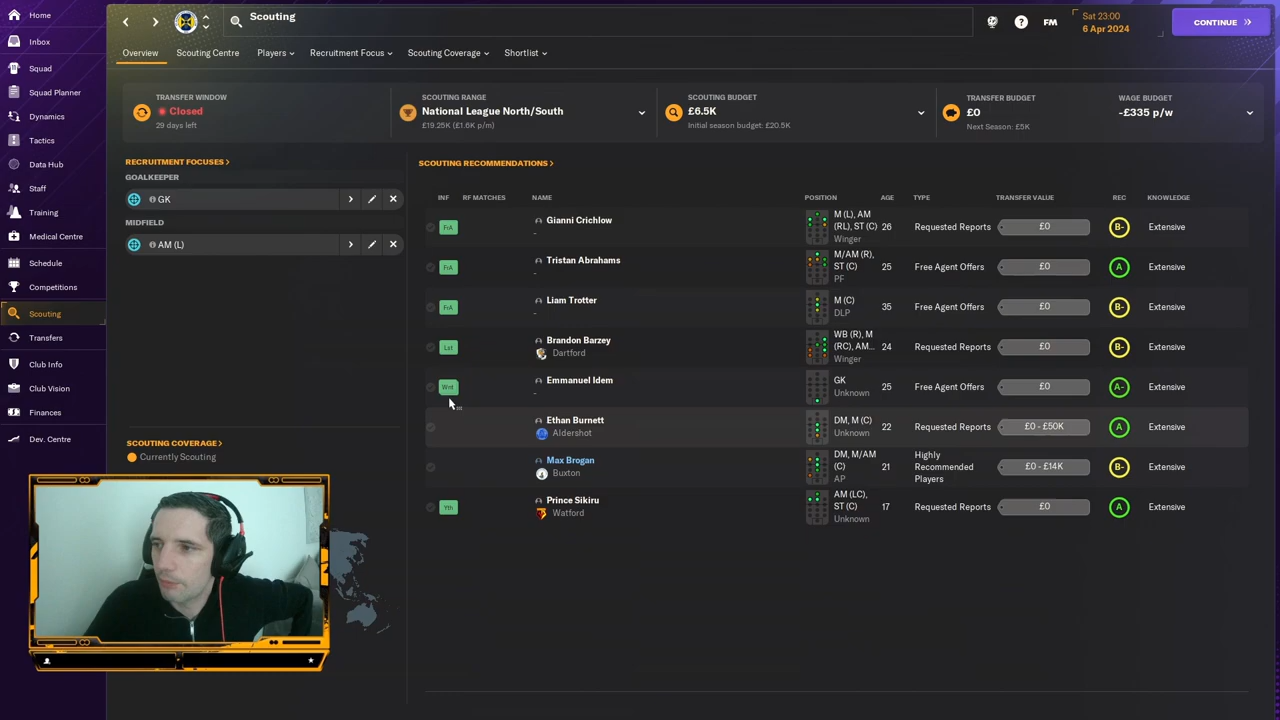 Home
Inbox
Squad
Squad Planner
Dynamics
Tactics
Data Hub
Staff
Training
Medical Centre
Schedule
Competitions
Scouting
Transfers
Club Info
Club Vision
Finances
Dev. Centre
Scouting
FM
Sat 23:00
6 Apr 2024
CONTINUE
Overview
Scouting Centre
Players
Recruitment Focus
Scouting Coverage
Shortlist
TRANSFER WINDOW
Closed
29 days left
SCOUTING RANGE
National League North/South
£19.25K (£1.6K p/m)
SCOUTING BUDGET
£6.5K
Initial season budget: £20.5K
TRANSFER BUDGET
£0
Next Season: £5K
WAGE BUDGET
-£335 p/w
RECRUITMENT FOCUSES >
GOALKEEPER
GK
MIDFIELD
AM (L)
SCOUTING COVERAGE >
Currently Scouting
SCOUTING RECOMMENDATIONS >
INF RF MATCHES NAME POSITION AGE TYPE TRANSFER VALUE REC KNOWLEDGE
FrA Gianni Crichlow - M (L), AM (RL), ST (C) Winger 26 Requested Reports £0 B- Extensive
FrA Tristan Abrahams - M/AM (R), ST (C) PF 25 Free Agent Offers £0 A Extensive
FrA Liam Trotter - M (C) DLP 35 Free Agent Offers £0 B- Extensive
Lst Brandon Barzey Dartford WB (R), M (RC), AM... Winger 24 Requested Reports £0 B- Extensive
Wnt Emmanuel Idem - GK Unknown 25 Free Agent Offers £0 A- Extensive
Ethan Burnett Aldershot DM, M (C) Unknown 22 Requested Reports £0 - £50K A Extensive
Max Brogan Buxton DM, M/AM (C) AP 21 Highly Recommended Players £0 - £14K B- Extensive
Yth Prince Sikiru Watford AM (LC), ST (C) Unknown 17 Requested Reports £0 A Extensive